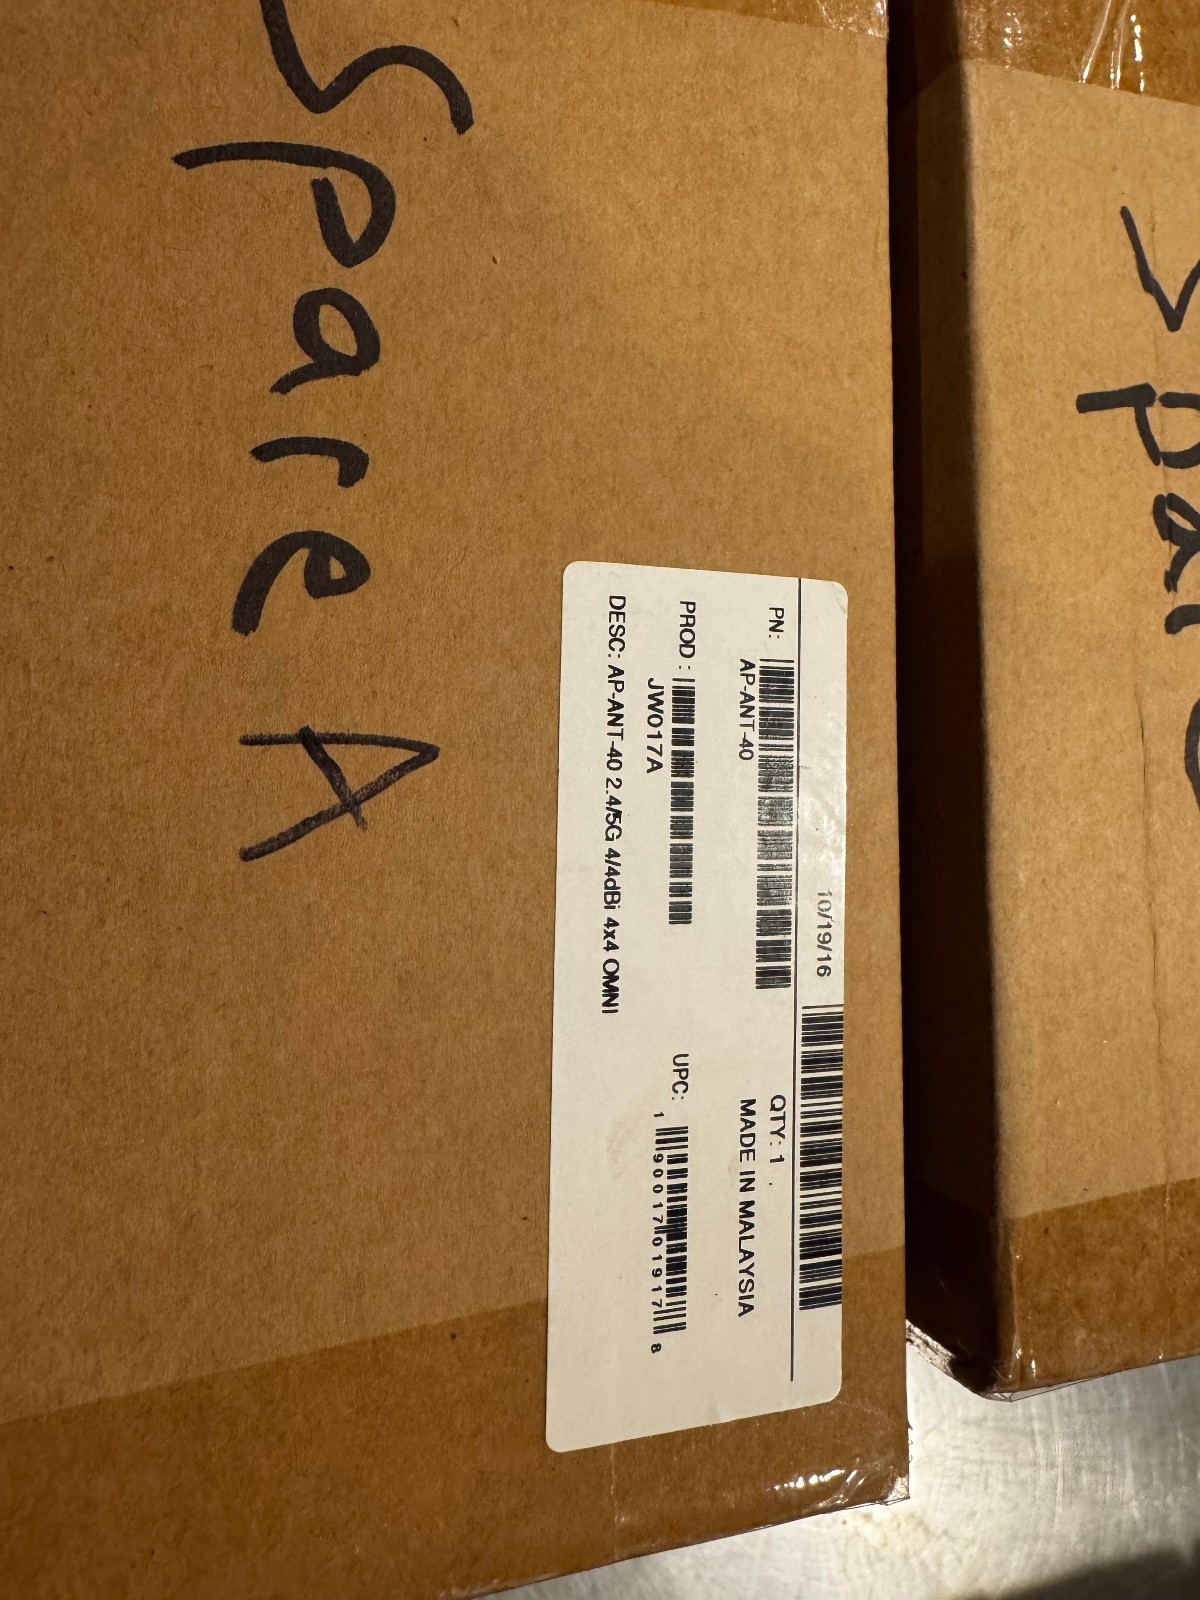 Spare A
10/19/16
PN:
AP-ANT-40
QTY: 1 .
MADE IN MALAYSIA
PROD :
JW017A
UPC:
1 90017 01917 8
DESC: AP-ANT-40 2.4/5G 4/4dBi 4x4 OMNI